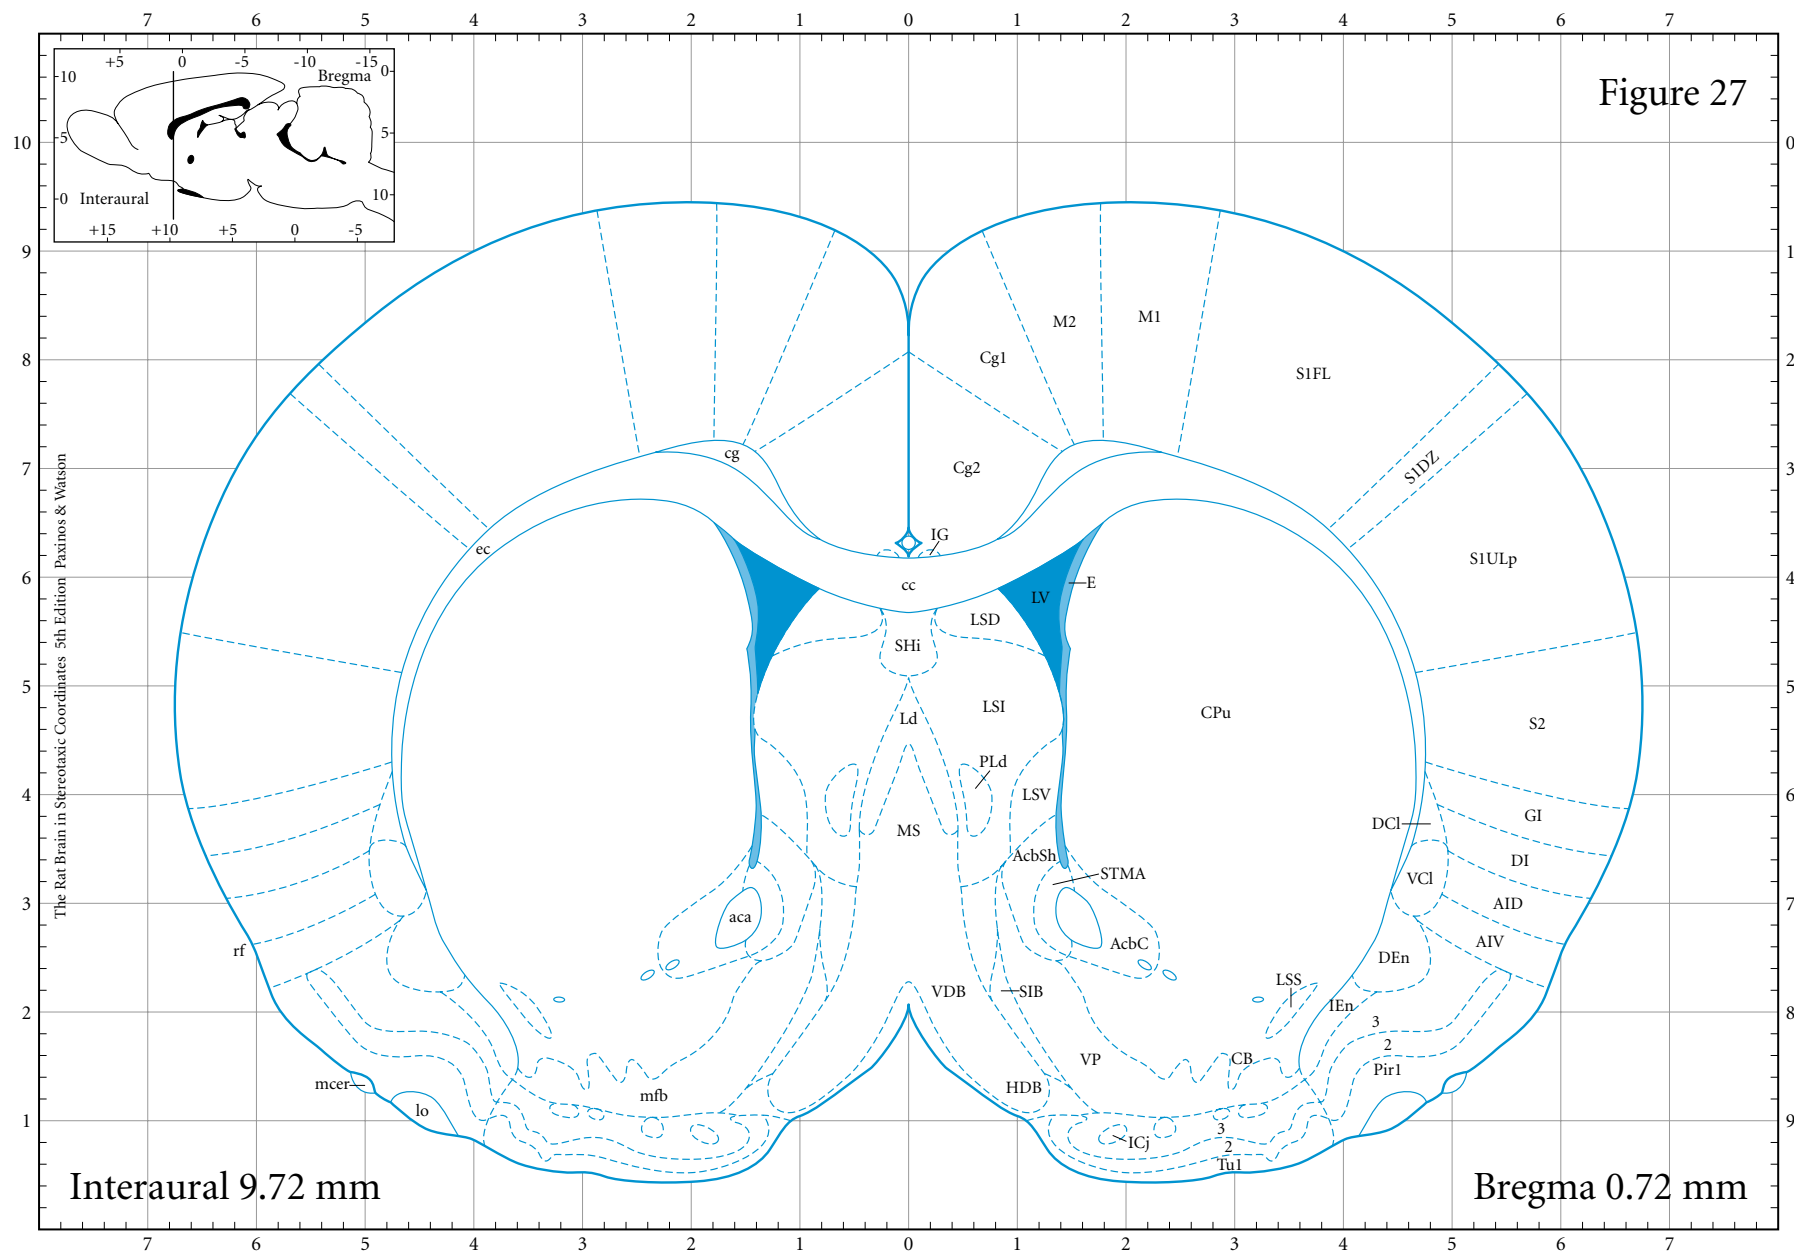 7 6 5 4 3 2 1 0 1 2 3 4 5 6 7
+5 0 -5 -10 -15
Bregma 0
-10
-5 5
-0 Interaural 10
+15 +10 +5 0 -5
Figure 27
10 0
9 1
8 2
7 3
6 4
5 5
4 6
3 7
2 8
1 9
The Rat Brain in Stereotaxic Coordinates 5th Edition Paxinos & Watson
M2 M1
Cg1
S1FL
cg
Cg2
S1DZ
IG
ec
S1ULp
cc
E
LV
LSD
SHi
LSI
Ld
CPu
S2
PLd
LSV
GI
DCl
MS
AcbSh
DI
STMA
VCl
aca
AID
AcbC
AIV
rf
DEn
LSS
VDB
SIB
IEn
3
2
VP
CB
Pir1
mcer
mfb
HDB
lo
3
ICj
2
Tu1
Interaural 9.72 mm
Bregma 0.72 mm
7 6 5 4 3 2 1 0 1 2 3 4 5 6 7